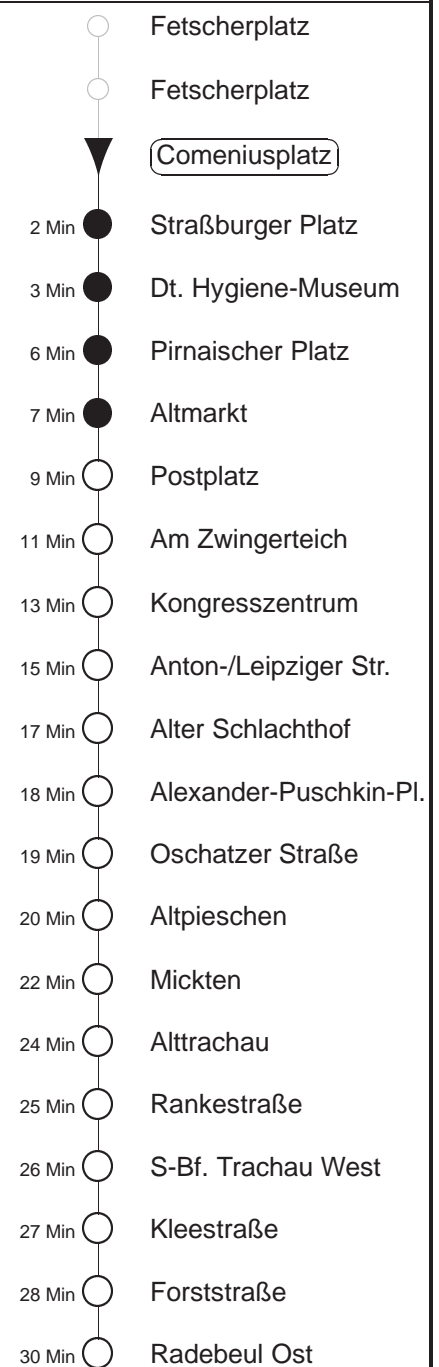 Fetscherplatz
Fetscherplatz
Comeniusplatz
2 Min Straßburger Platz
3 Min Dt. Hygiene-Museum
6 Min Pirnaischer Platz
7 Min Altmarkt
9 Min Postplatz
11 Min Am Zwingerteich
13 Min Kongresszentrum
15 Min Anton-/Leipziger Str.
17 Min Alter Schlachthof
18 Min Alexander-Puschkin-Pl.
19 Min Oschatzer Straße
20 Min Altpieschen
22 Min Mickten
24 Min Alttrachau
25 Min Rankestraße
26 Min S-Bf. Trachau West
27 Min Kleestraße
28 Min Forststraße
30 Min Radebeul Ost